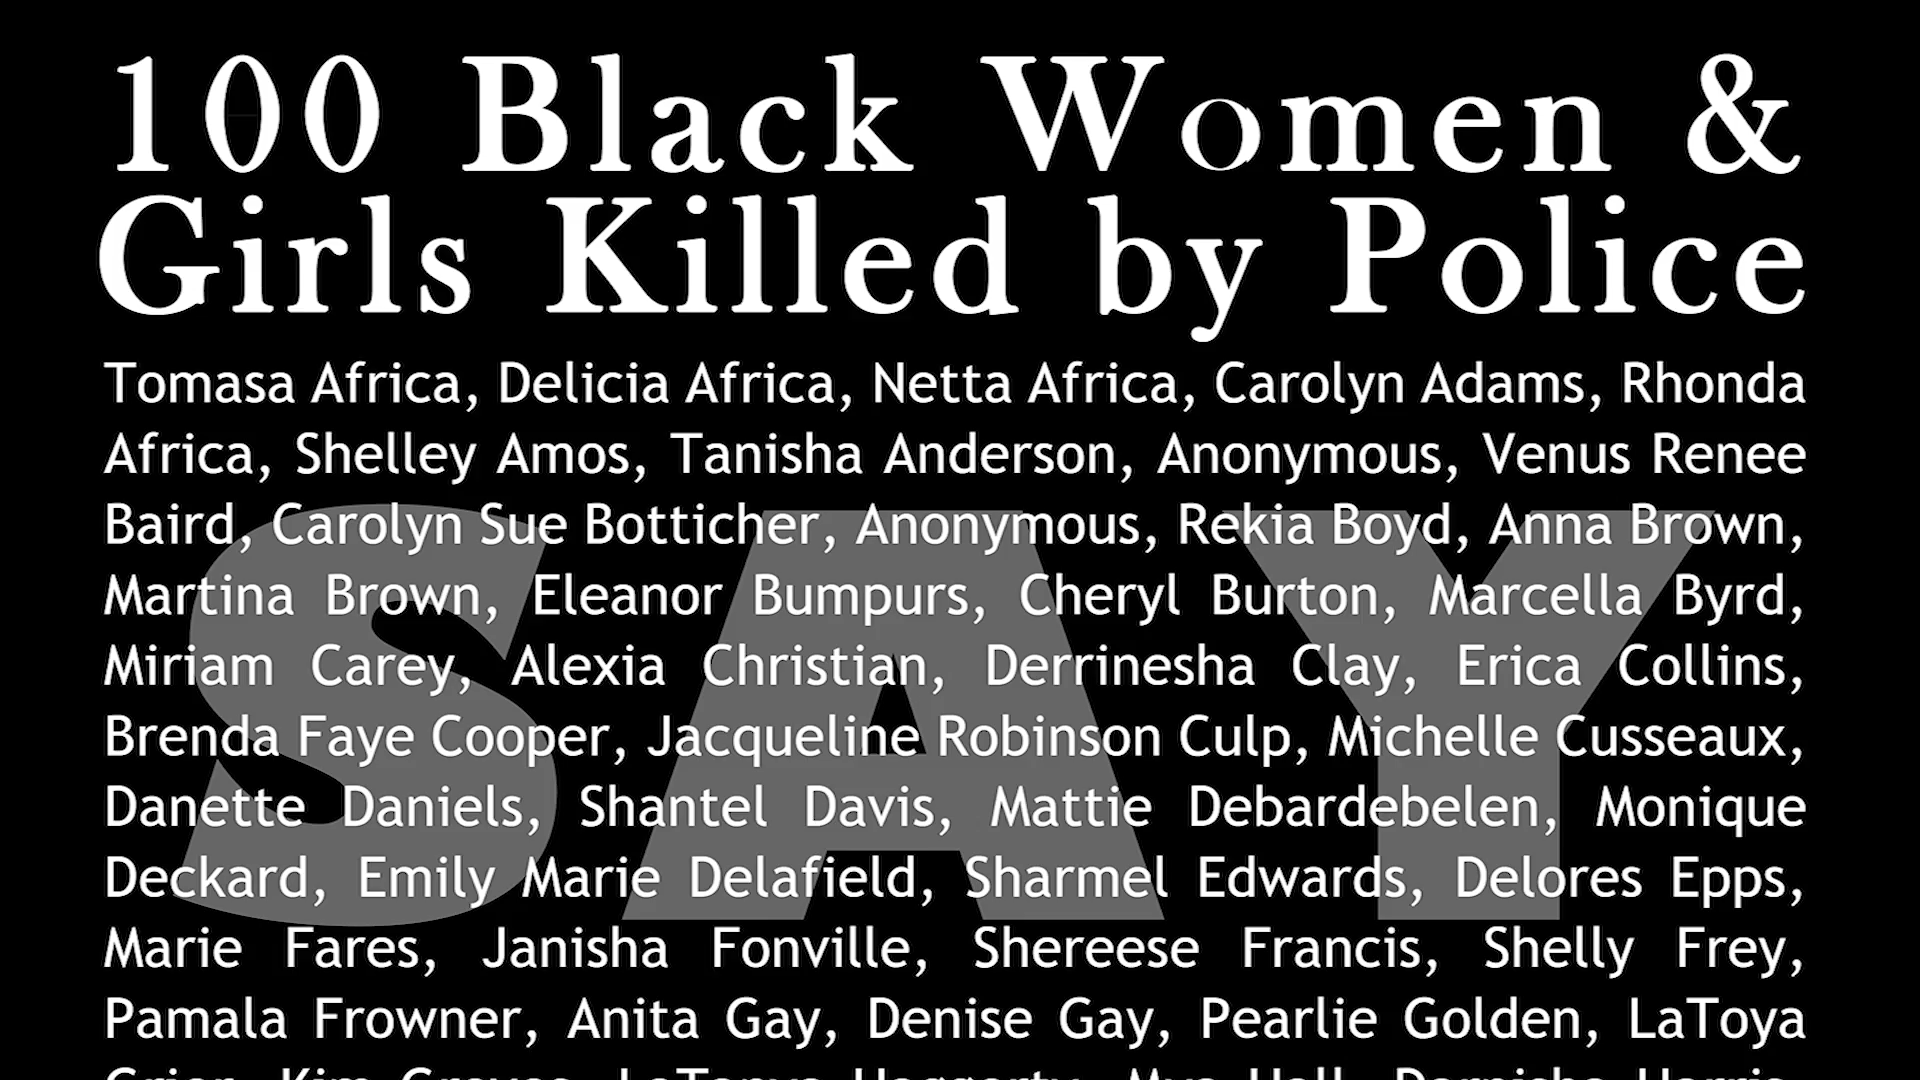 100 Black Women &
Girls Killed by Police
Tomasa Africa, Delicia Africa, Netta Africa, Carolyn Adams, Rhonda
Africa, Shelley Amos, Tanisha Anderson, Anonymous, Venus Renee
Baird, Carolyn Sue Botticher, Anonymous, Rekia Boyd, Anna Brown,
Martina Brown, Eleanor Bumpurs, Cheryl Burton, Marcella Byrd,
Miriam Carey, Alexia Christian, Derrinesha Clay, Erica Collins,
Brenda Faye Cooper, Jacqueline Robinson Culp, Michelle Cusseaux,
Danette Daniels, Shantel Davis, Mattie Debardebelen, Monique
Deckard, Emily Marie Delafield, Sharmel Edwards, Delores Epps,
Marie Fares, Janisha Fonville, Shereese Francis, Shelly Frey,
Pamala Frowner, Anita Gay, Denise Gay, Pearlie Golden, LaToya
SAY